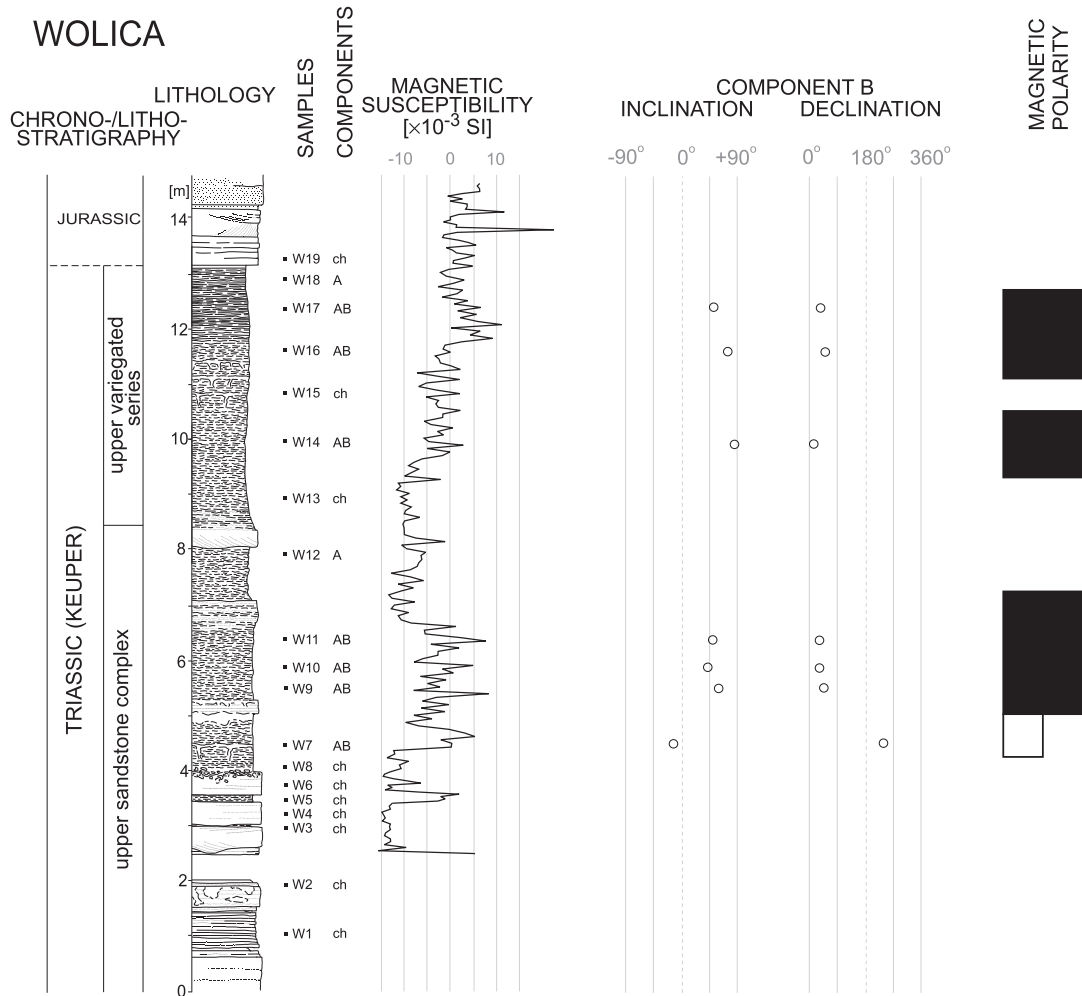 WOLICA
CHRONO-/LITHO-
STRATIGRAPHY
LITHOLOGY
SAMPLES
COMPONENTS
MAGNETIC
SUSCEPTIBILITY
[×10⁻³ SI]
-10 0 10
COMPONENT B
INCLINATION DECLINATION
-90° 0° +90° 0° 180° 360°
MAGNETIC
POLARITY
JURASSIC
TRIASSIC (KEUPER)
upper variegated
series
upper sandstone complex
[m]
14
12
10
8
6
4
2
0
W19 ch
W18 A
W17 AB
W16 AB
W15 ch
W14 AB
W13 ch
W12 A
W11 AB
W10 AB
W9 AB
W7 AB
W8 ch
W6 ch
W5 ch
W4 ch
W3 ch
W2 ch
W1 ch